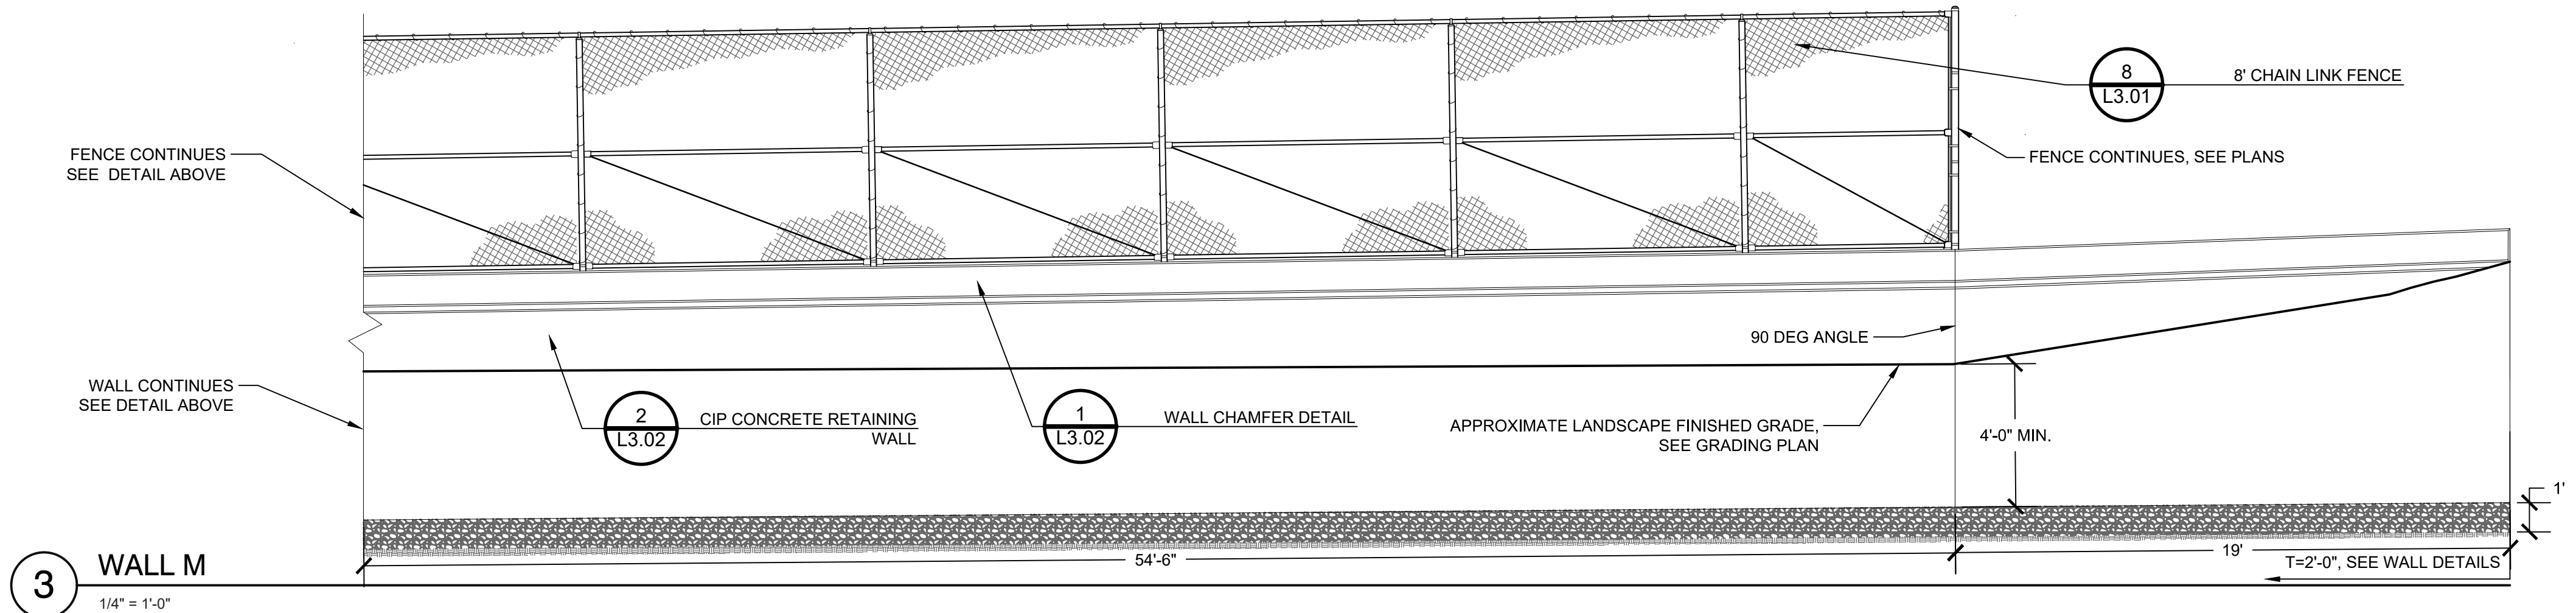 8
L3.01
8' CHAIN LINK FENCE
FENCE CONTINUES
SEE DETAIL ABOVE
FENCE CONTINUES, SEE PLANS
90 DEG ANGLE
WALL CONTINUES
SEE DETAIL ABOVE
2
L3.02
CIP CONCRETE RETAINING
WALL
1
L3.02
WALL CHAMFER DETAIL
APPROXIMATE LANDSCAPE FINISHED GRADE,
SEE GRADING PLAN
4'-0" MIN.
1'
54'-6"
19'
T=2'-0", SEE WALL DETAILS
3
WALL M
1/4" = 1'-0"